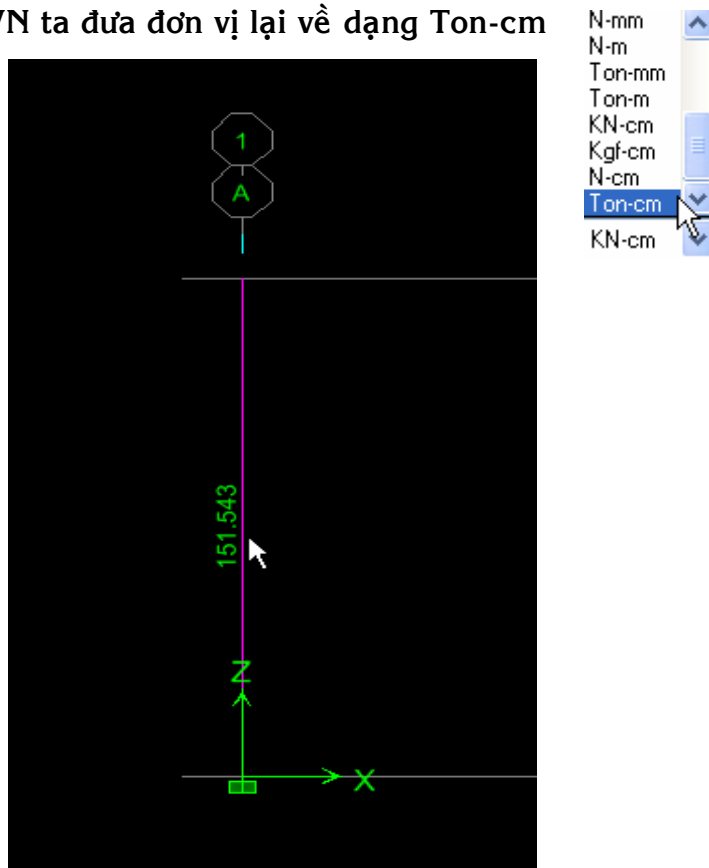 VN ta đưa đơn vị lại về dạng Ton-cm
N-mm
N-m
Ton-mm
Ton-m
KN-cm
Kgf-cm
N-cm
Ton-cm
KN-cm
1
A
151.543
Z
X